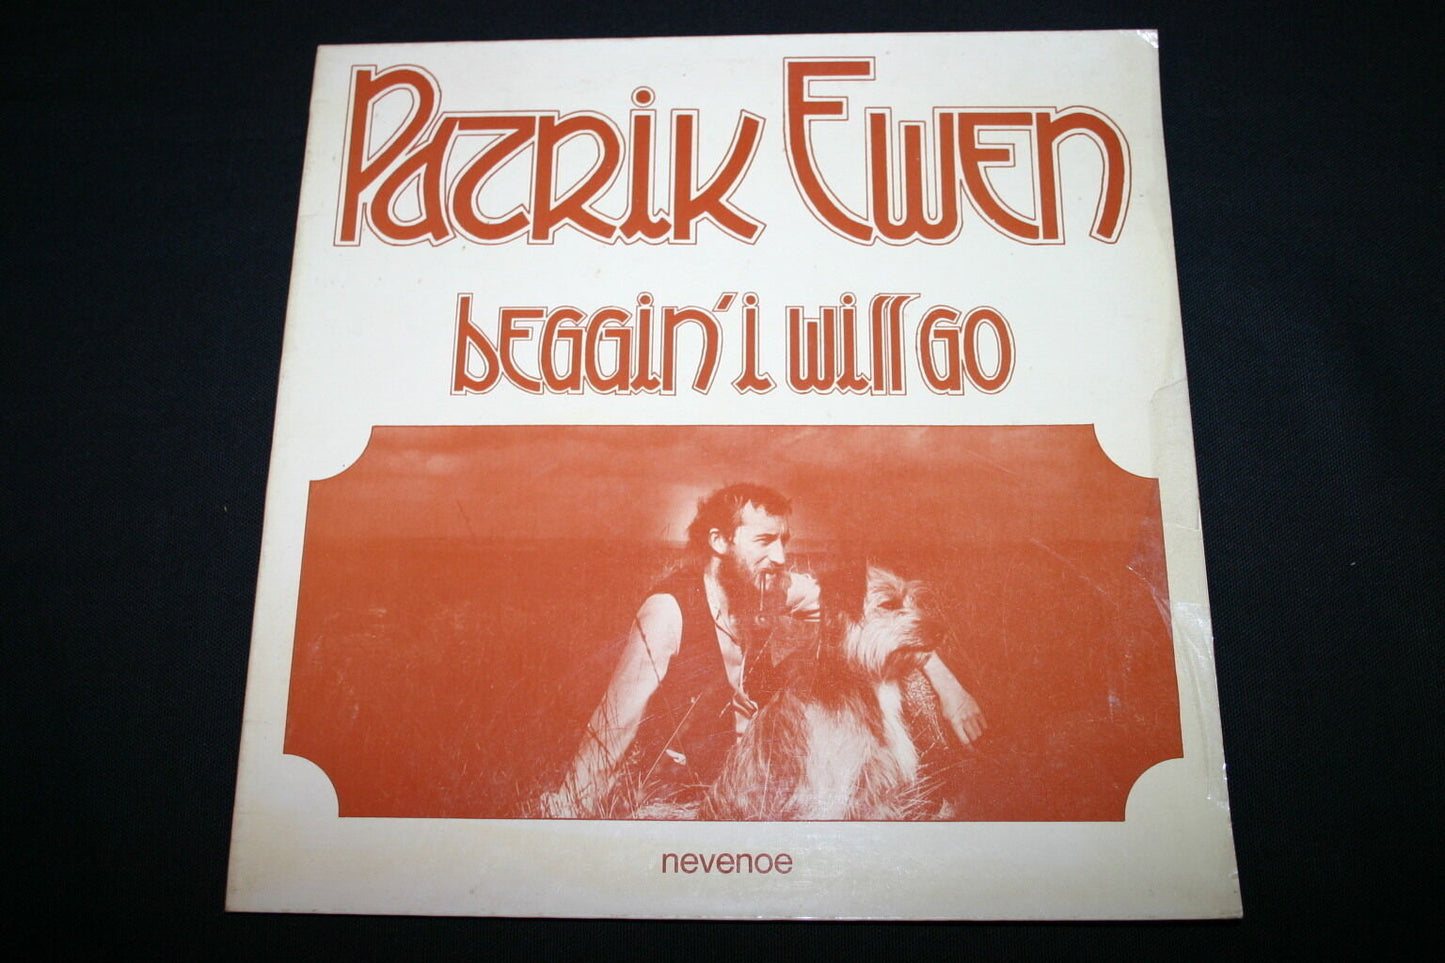 Patrik Ewen
beggin' i will go
nevenoe